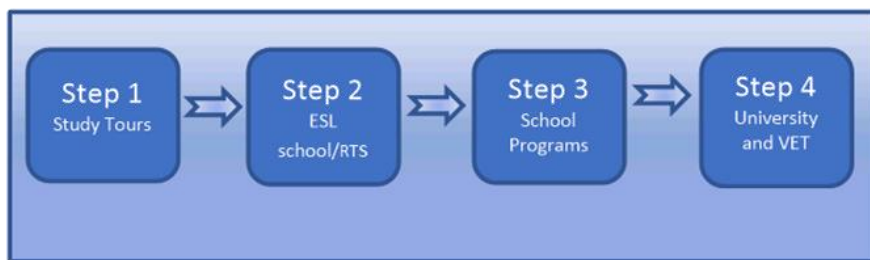 Step 1
Study Tours
Step 2
ESL
school/RTS
Step 3
School
Programs
Step 4
University
and VET